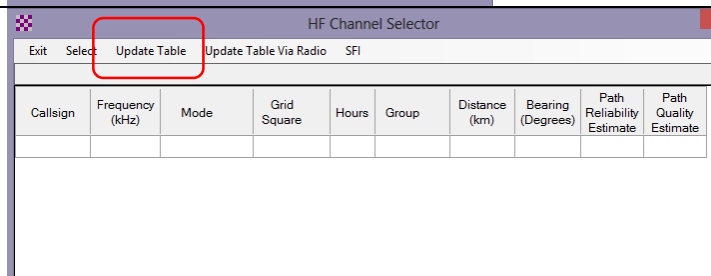 HF Channel Selector
Exit Select Update Table Update Table Via Radio SFI
Callsign Frequency (kHz) Mode Grid Square Hours Group Distance (km) Bearing (Degrees) Path Reliability Estimate Path Quality Estimate